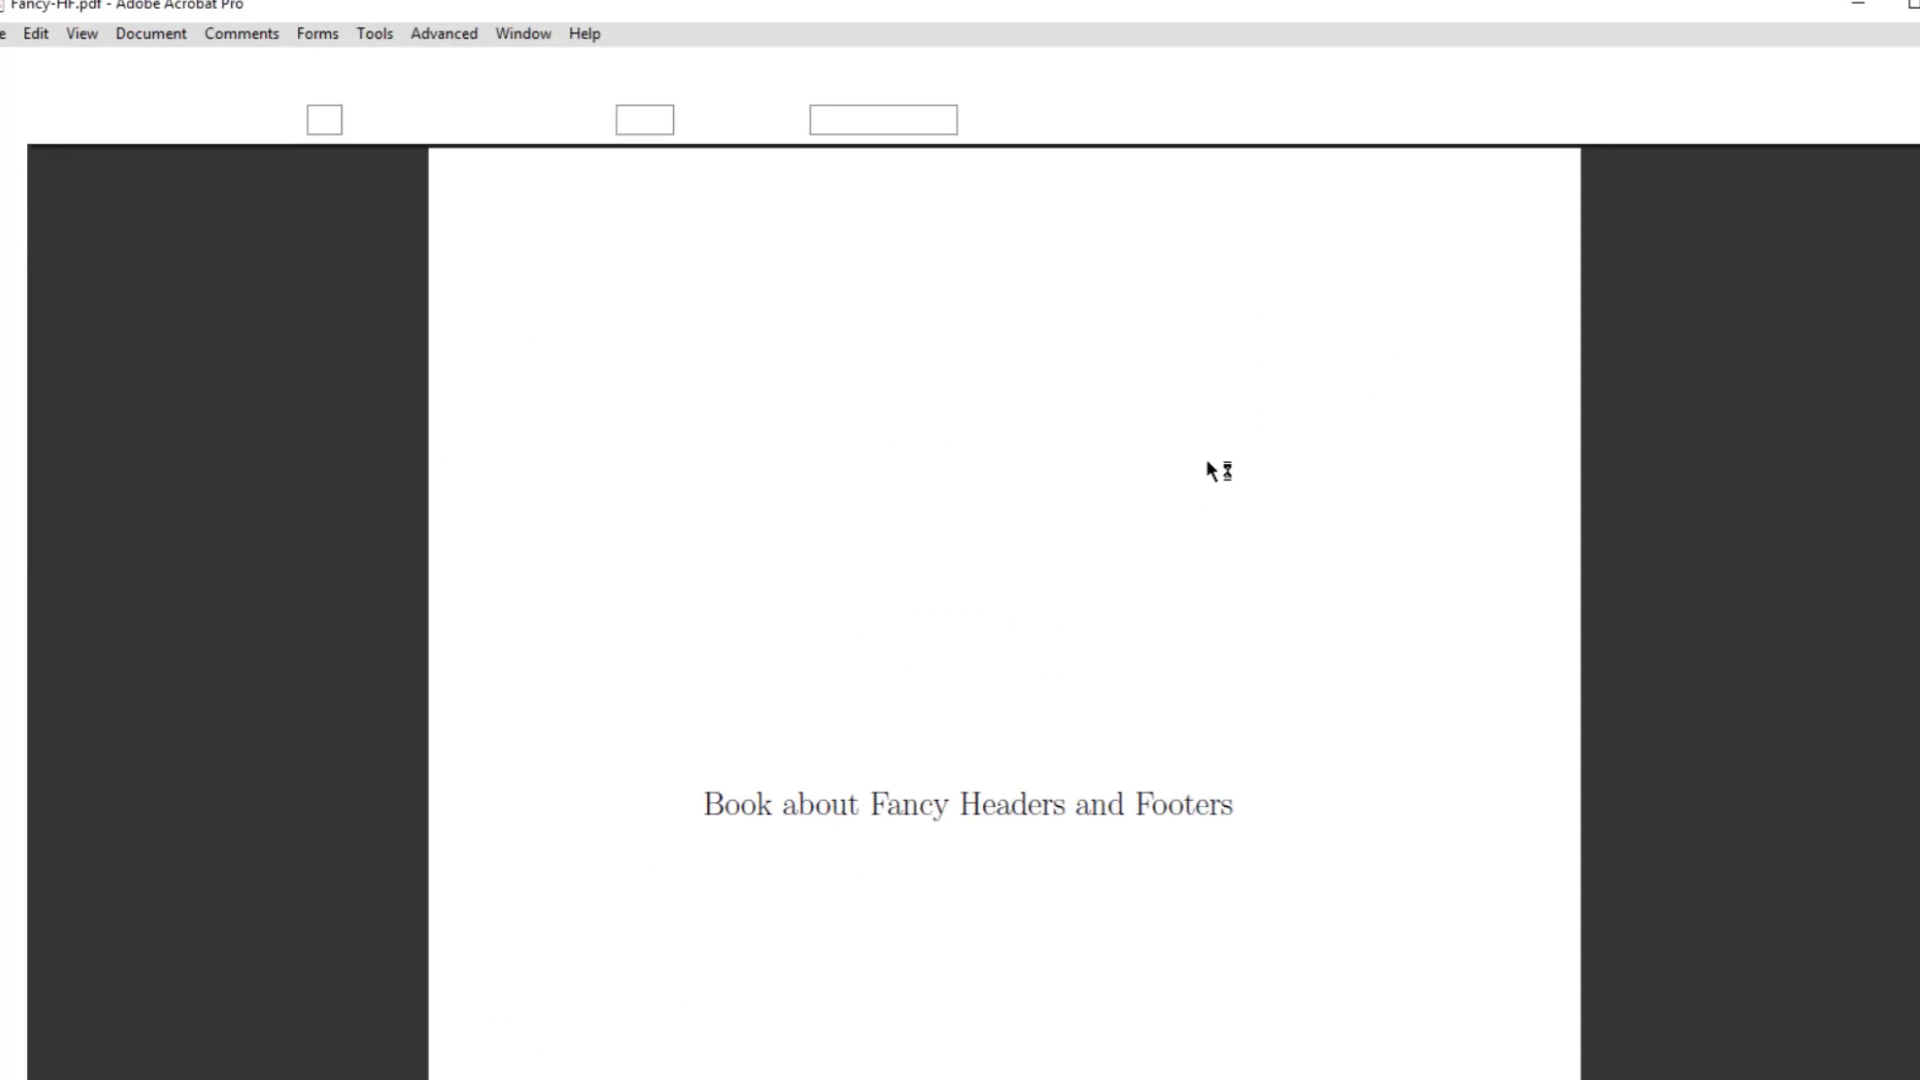 Fancy-HF.pdf - Adobe Acrobat Pro
Edit View Document Comments Forms Tools Advanced Window Help
Book about Fancy Headers and Footers